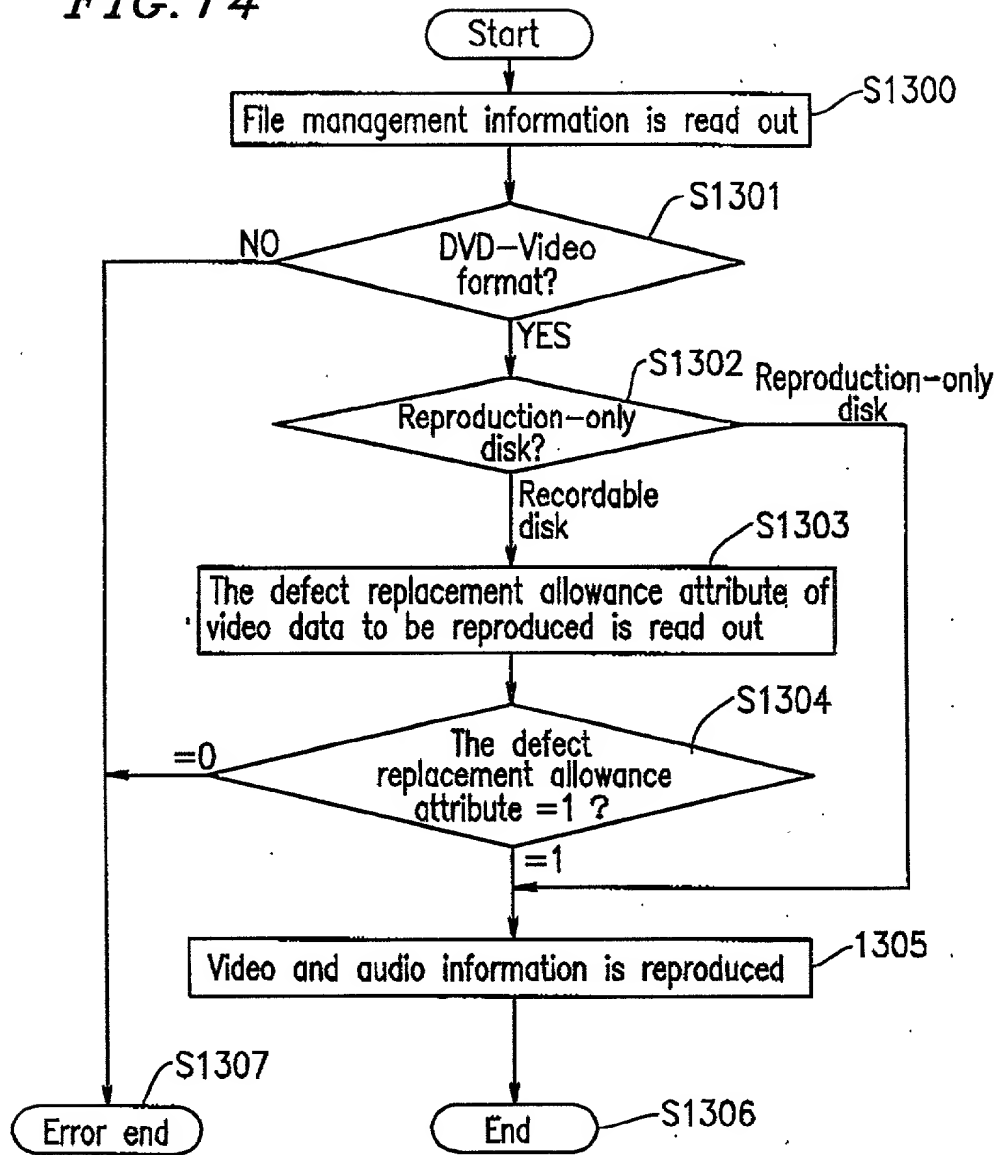 FIG. 14
Start
S1300
File management information is read out
S1301
NO
DVD-Video
format?
YES
S1302
Reproduction-only
disk
Reproduction-only
disk?
Recordable
disk
S1303
The defect replacement allowance attribute of
video data to be reproduced is read out
S1304
=0
The defect
replacement allowance
attribute =1 ?
=1
1305
Video and audio information is reproduced
S1307
Error end
End
S1306